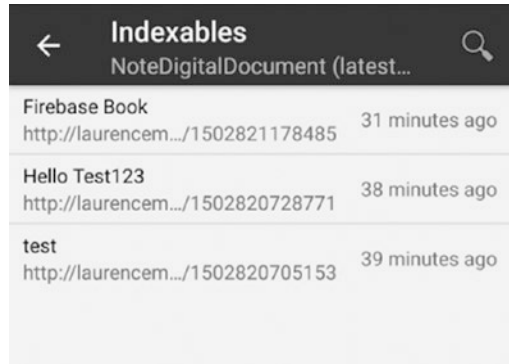 Indexables
NoteDigitalDocument (latest...
Firebase Book
http://laurencem.../1502821178485
31 minutes ago
Hello Test123
http://laurencem.../1502820728771
38 minutes ago
test
http://laurencem.../1502820705153
39 minutes ago